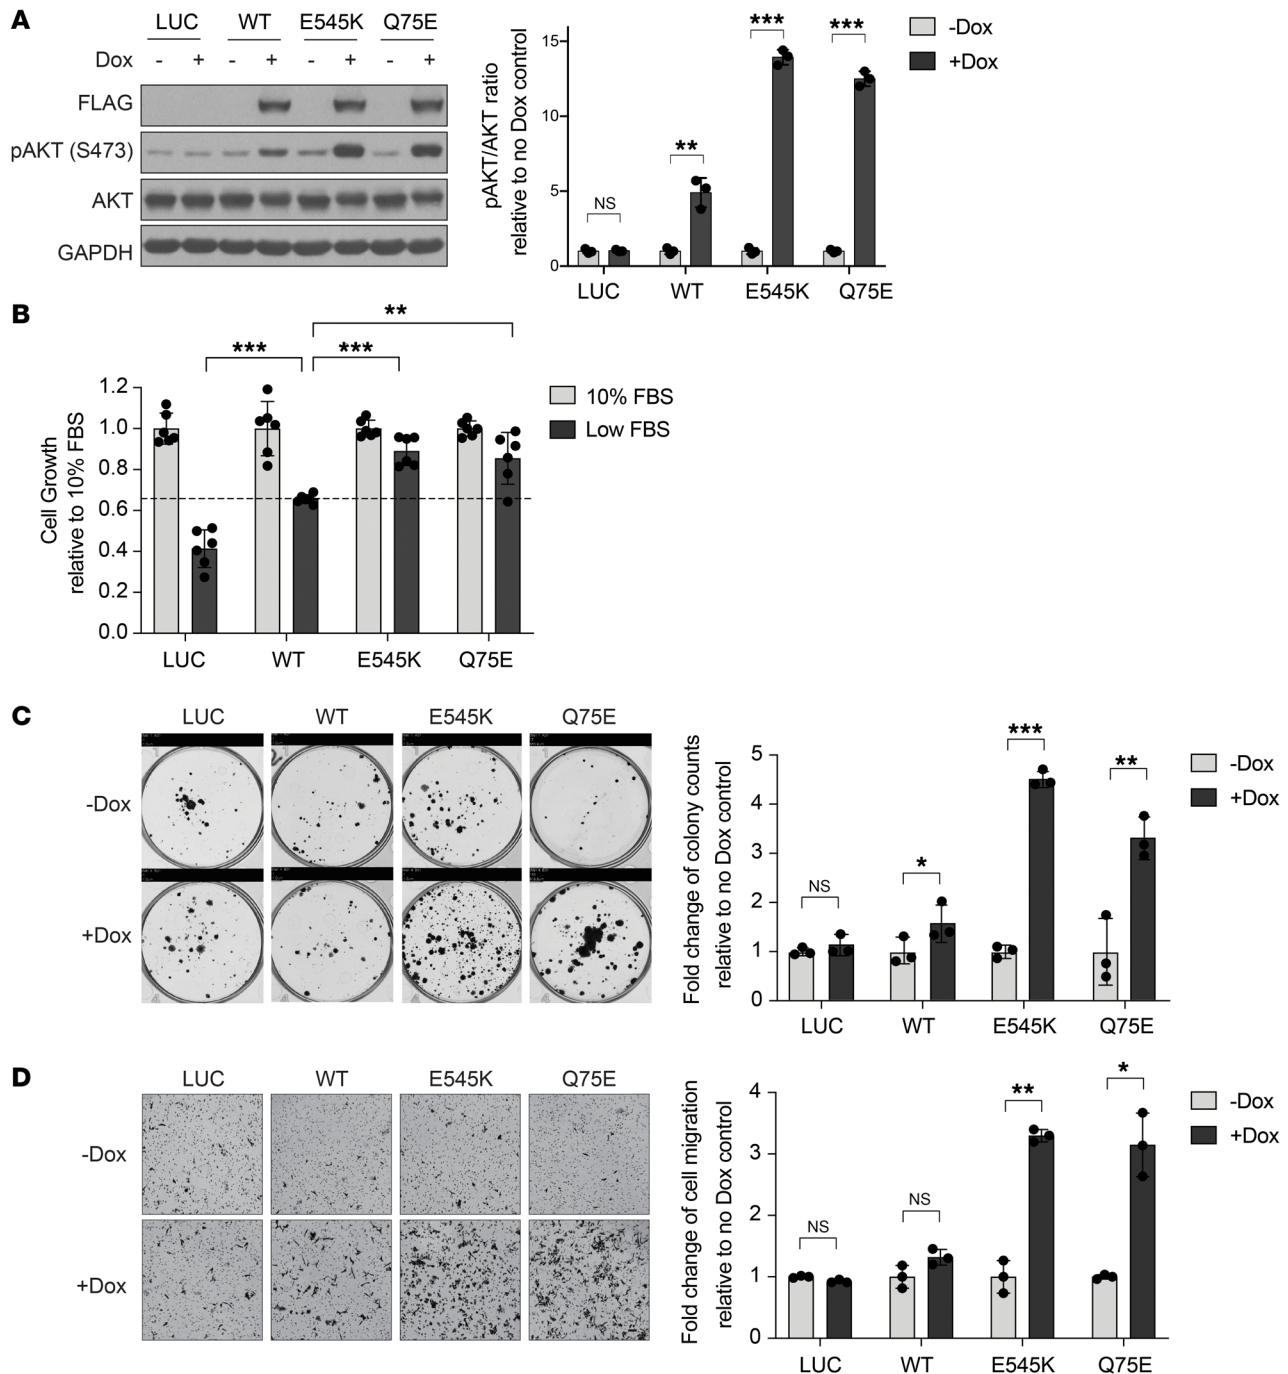 A
LUC WT E545K Q75E
Dox - + - + - + - +
FLAG
pAKT (S473)
AKT
GAPDH
pAKT/AKT ratio
relative to no Dox control
15
10
5
0
NS
**
***
***
LUC WT E545K Q75E
-Dox
+Dox
B
**
*** ***
Cell Growth
relative to 10% FBS
1.2
1.0
0.8
0.6
0.4
0.2
0.0
LUC WT E545K Q75E
10% FBS
Low FBS
C
LUC WT E545K Q75E
-Dox
+Dox
Fold change of colony counts
relative to no Dox control
5
4
3
2
1
0
NS
*
***
**
LUC WT E545K Q75E
-Dox
+Dox
D
LUC WT E545K Q75E
-Dox
+Dox
Fold change of cell migration
relative to no Dox control
4
3
2
1
0
NS
NS
**
*
LUC WT E545K Q75E
-Dox
+Dox